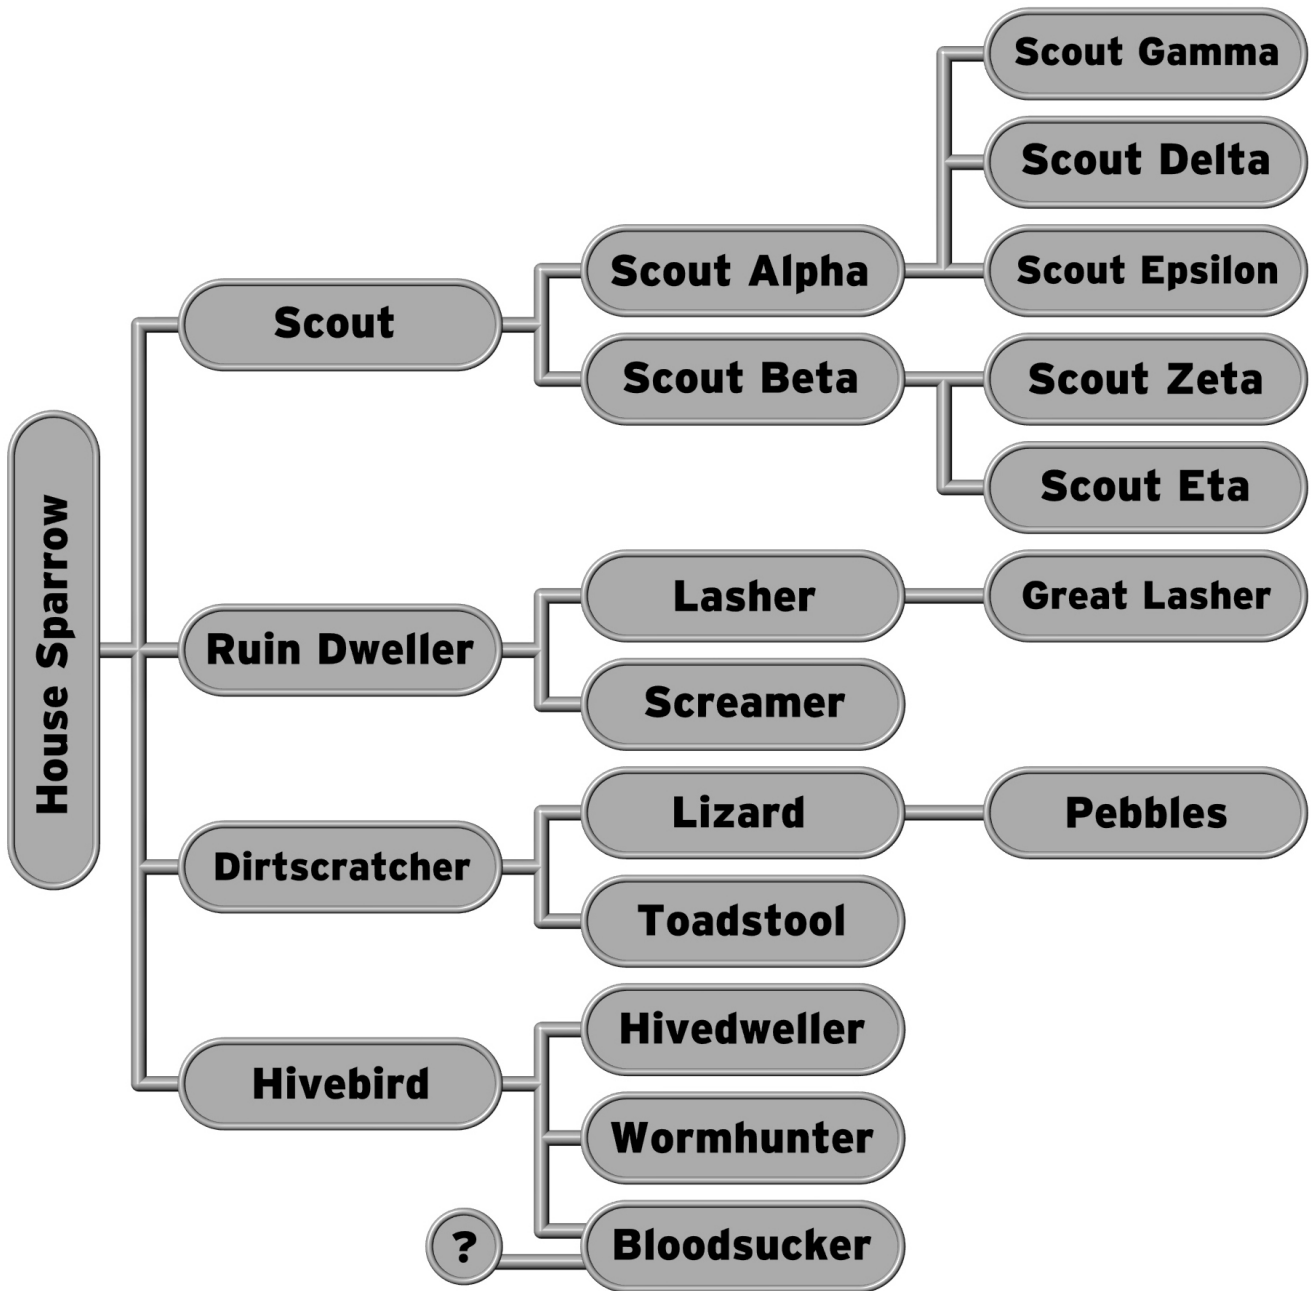 House Sparrow
Scout
Scout Alpha
Scout Gamma
Scout Delta
Scout Epsilon
Scout Beta
Scout Zeta
Scout Eta
Ruin Dweller
Lasher
Great Lasher
Screamer
Dirtscratcher
Lizard
Pebbles
Toadstool
Hivebird
Hivedweller
Wormhunter
Bloodsucker
?